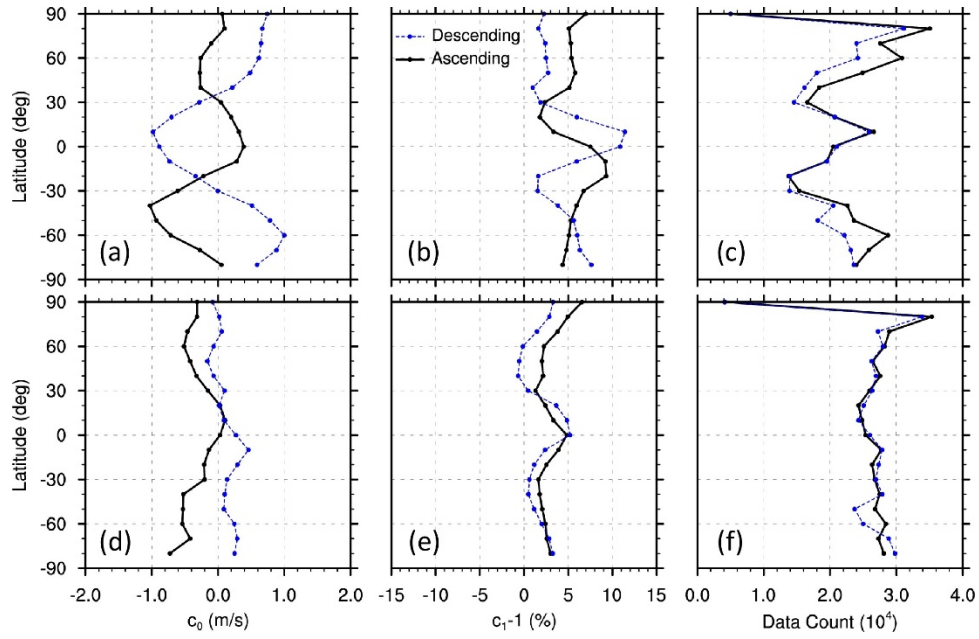 Latitude (deg)
90
60
30
0
-30
-60
-90
(a)
Descending
Ascending
(b)
(c)
Latitude (deg)
90
60
30
0
-30
-60
-90
(d)
(e)
(f)
-2.0 -1.0 0.0 1.0 2.0
-15 -10 -5 0 5 10 15
0.0 1.0 2.0 3.0 4.0
c₀ (m/s)
c₁-1 (%)
Data Count (10⁴)